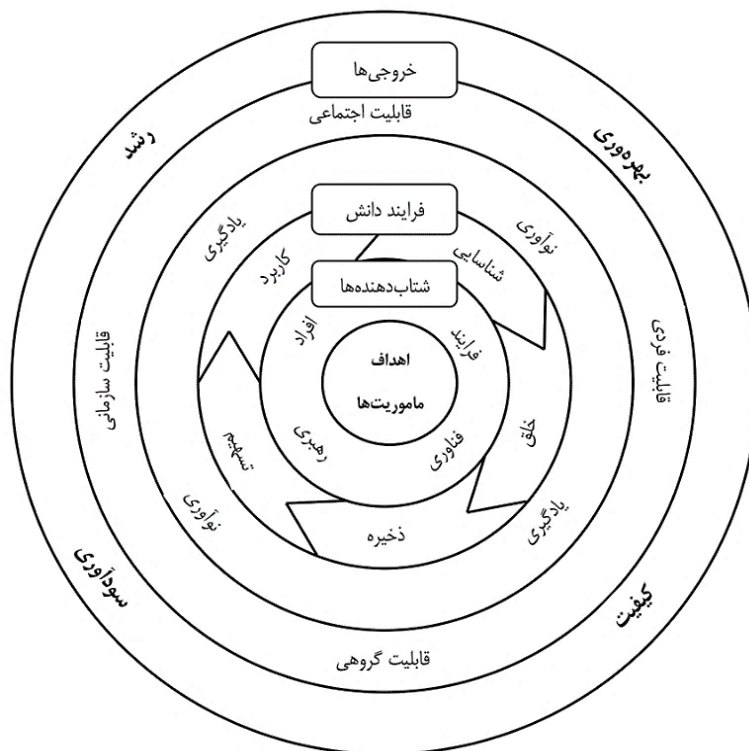 خروجی‌ها
قابلیت اجتماعی
رشد
بهره‌وری
فرایند دانش
یادگیری
نوآوری
کاربرد
شناسایی
شتاب‌دهنده‌ها
افراد
فرایند
اهداف
ماموریت‌ها
قابلیت فردی
قابلیت سازمانی
خلق
تسهیم
رهبری
فناوری
ذخیره
نوآوری
یادگیری
سودآوری
کیفیت
قابلیت گروهی